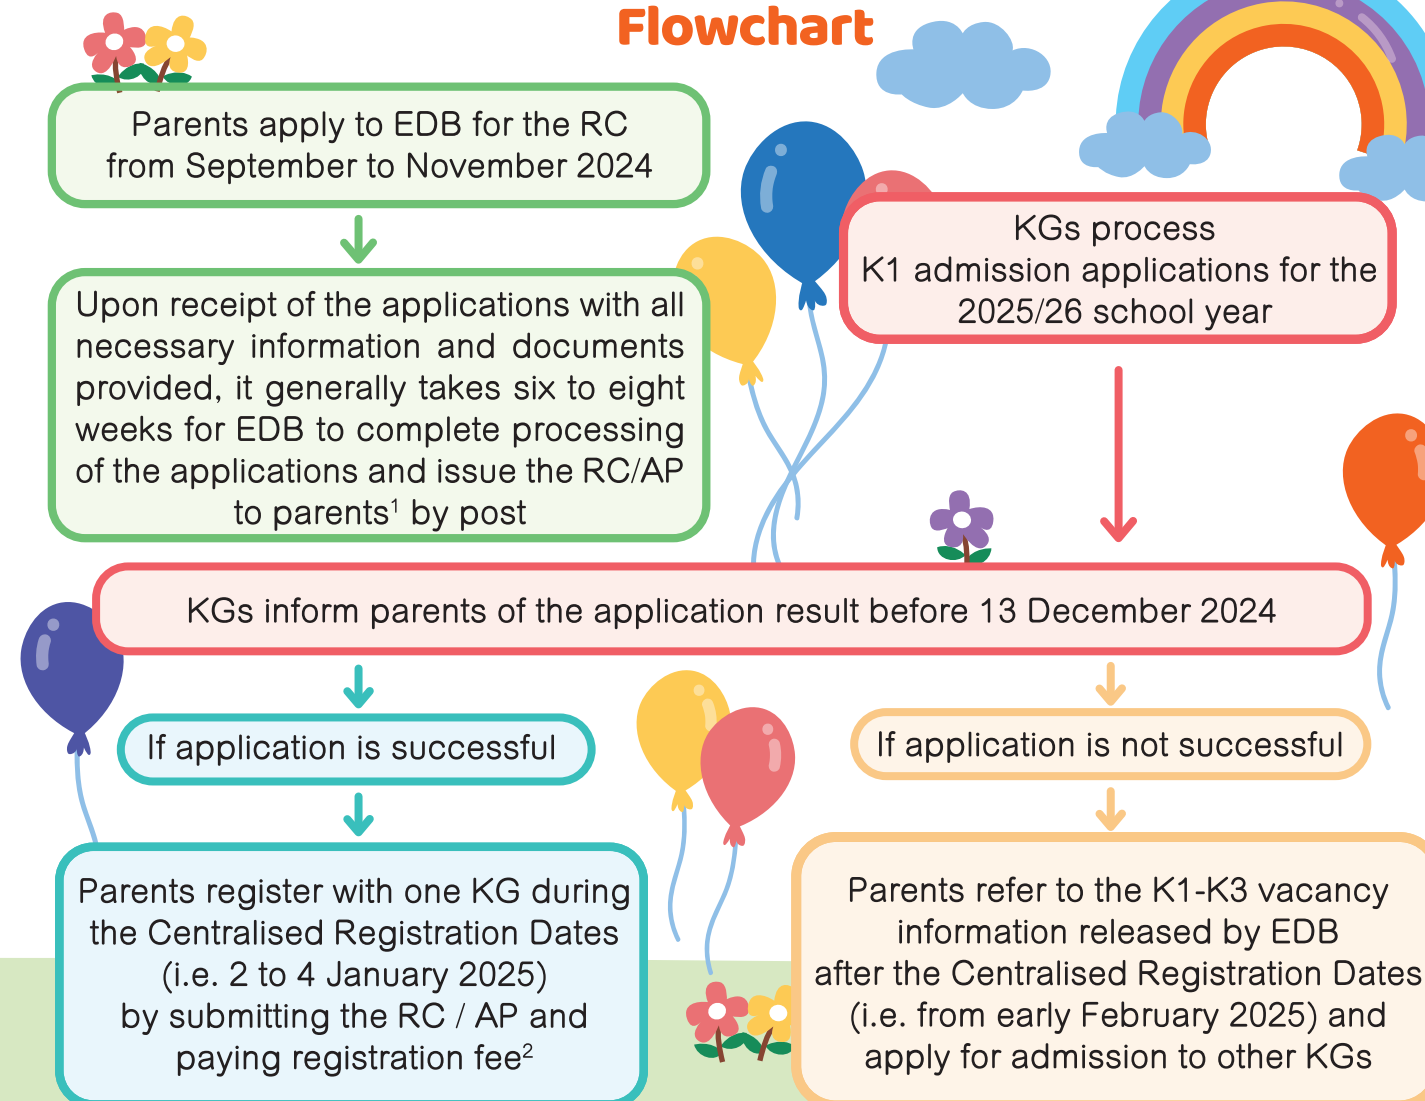 Flowchart
Parents apply to EDB for the RC
from September to November 2024
Upon receipt of the applications with all
necessary information and documents
provided, it generally takes six to eight
weeks for EDB to complete processing
of the applications and issue the RC/AP
to parents¹ by post
KGs process
K1 admission applications for the
2025/26 school year
KGs inform parents of the application result before 13 December 2024
If application is successful
Parents register with one KG during
the Centralised Registration Dates
(i.e. 2 to 4 January 2025)
by submitting the RC / AP and
paying registration fee²
If application is not successful
Parents refer to the K1-K3 vacancy
information released by EDB
after the Centralised Registration Dates
(i.e. from early February 2025) and
apply for admission to other KGs